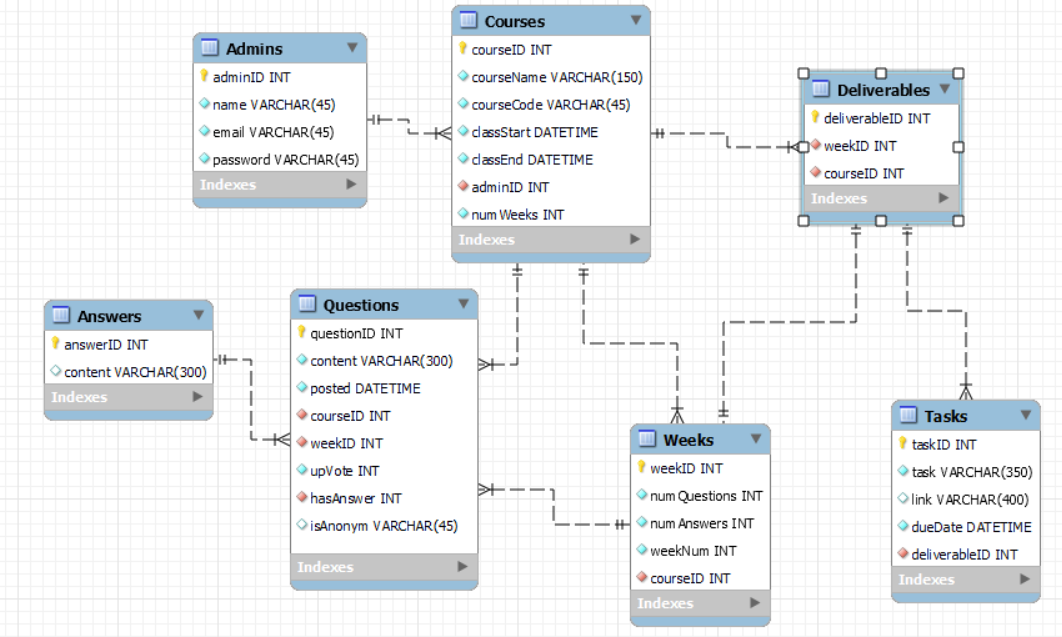 Admins
adminID INT
name VARCHAR(45)
email VARCHAR(45)
password VARCHAR(45)
Indexes
Courses
courseID INT
courseName VARCHAR(150)
courseCode VARCHAR(45)
classStart DATETIME
classEnd DATETIME
adminID INT
numWeeks INT
Indexes
Deliverables
deliverableID INT
weekID INT
courseID INT
Indexes
Answers
answerID INT
content VARCHAR(300)
Indexes
Questions
questionID INT
content VARCHAR(300)
posted DATETIME
courseID INT
weekID INT
upVote INT
hasAnswer INT
isAnonym VARCHAR(45)
Indexes
Weeks
weekID INT
numQuestions INT
numAnswers INT
weekNum INT
courseID INT
Indexes
Tasks
taskID INT
task VARCHAR(350)
link VARCHAR(400)
dueDate DATETIME
deliverableID INT
Indexes